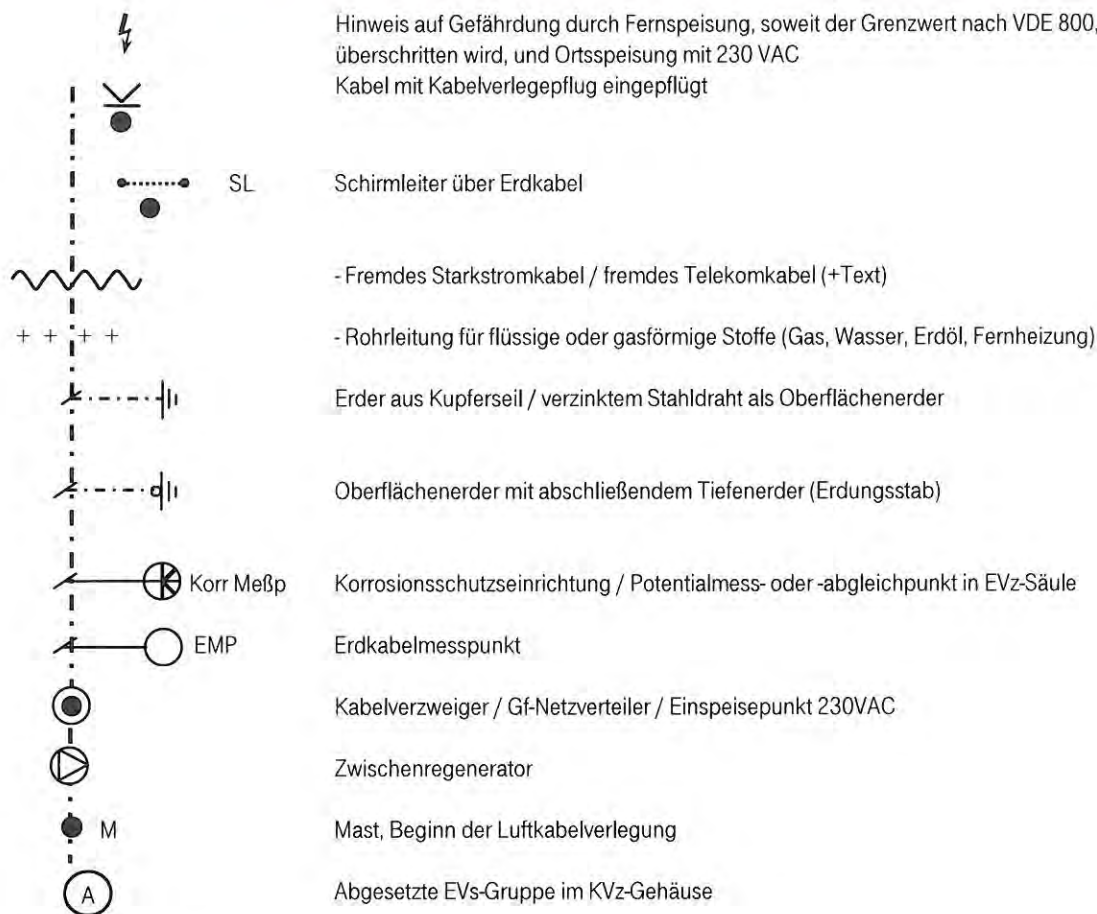 Hinweis auf Gefährdung durch Fernspeisung, soweit der Grenzwert nach VDE 800,
überschritten wird, und Ortsspeisung mit 230 VAC
Kabel mit Kabelverlegepflug eingepflügt
SL Schirmleiter über Erdkabel
- Fremdes Starkstromkabel / fremdes Telekomkabel (+Text)
+ + + + - Rohrleitung für flüssige oder gasförmige Stoffe (Gas, Wasser, Erdöl, Fernheizung)
Erder aus Kupferseil / verzinktem Stahldraht als Oberflächenerder
Oberflächenerder mit abschließendem Tiefenerder (Erdungsstab)
Korr Meßp Korrosionsschutzeinrichtung / Potentialmess- oder -abgleichpunkt in EVz-Säule
EMP Erdkabelmesspunkt
Kabelverzweiger / Gf-Netzverteiler / Einspeisepunkt 230VAC
Zwischenregenerator
M Mast, Beginn der Luftkabelverlegung
A Abgesetzte EVs-Gruppe im KVz-Gehäuse